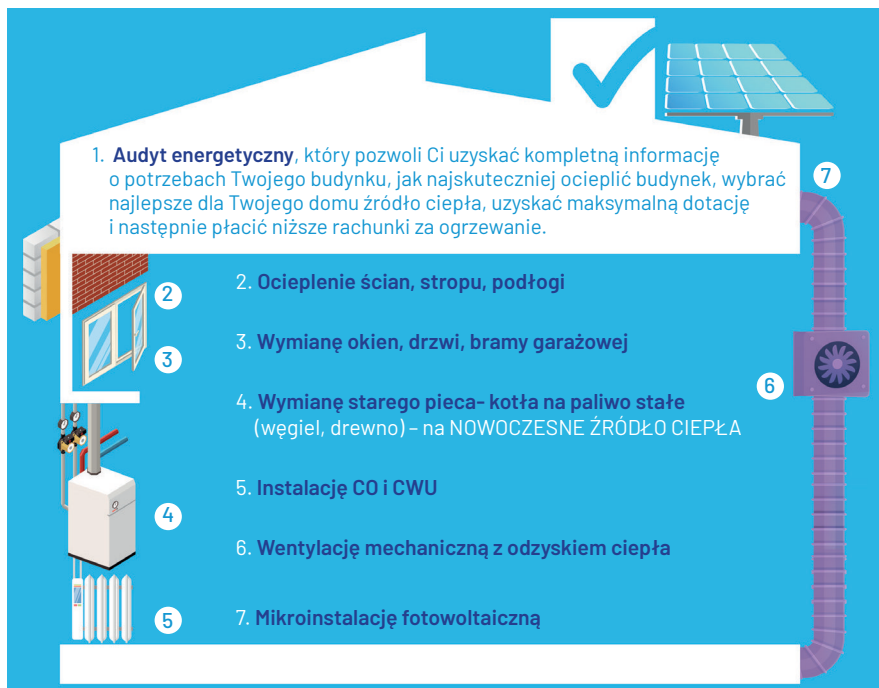 1. Audyt energetyczny, który pozwoli Ci uzyskać kompletną informację
o potrzebach Twojego budynku, jak najskuteczniej ocieplić budynek, wybrać
najlepsze dla Twojego domu źródło ciepła, uzyskać maksymalną dotację
i następnie płacić niższe rachunki za ogrzewanie.
7
2
2. Ocieplenie ścian, stropu, podłogi
3
3. Wymianę okien, drzwi, bramy garażowej
6
4. Wymianę starego pieca- kotła na paliwo stałe
(węgiel, drewno) – na NOWOCZESNE ŹRÓDŁO CIEPŁA
4
5. Instalację CO i CWU
6. Wentylację mechaniczną z odzyskiem ciepła
5
7. Mikroinstalację fotowoltaiczną